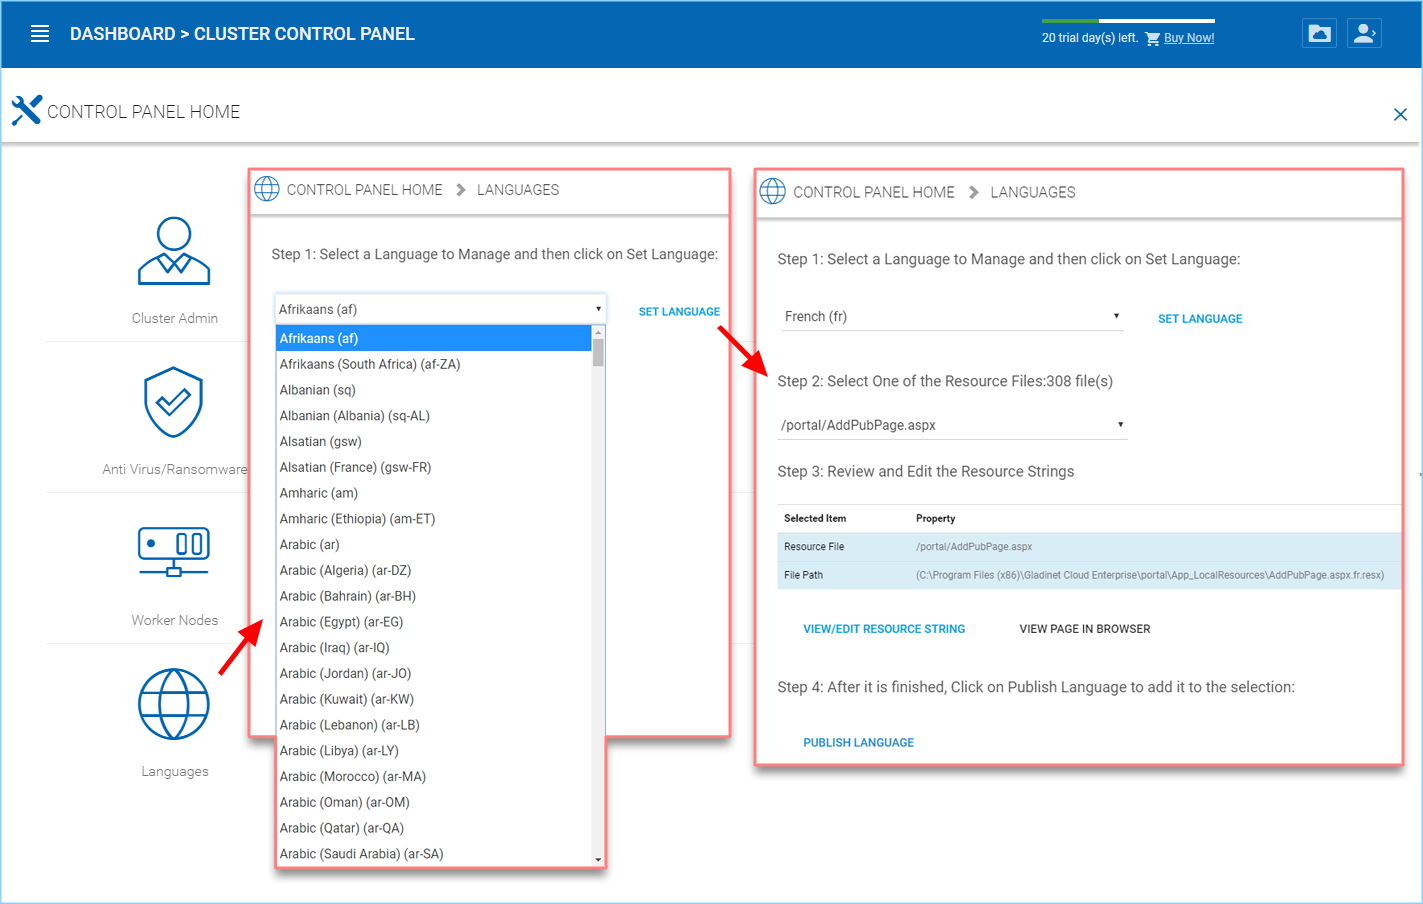 DASHBOARD > CLUSTER CONTROL PANEL
20 trial day(s) left. Buy Now!
CONTROL PANEL HOME
Cluster Admin
Anti Virus/Ransomware
Worker Nodes
Languages
CONTROL PANEL HOME LANGUAGES
Step 1: Select a Language to Manage and then click on Set Language:
Afrikaans (af)
SET LANGUAGE
Afrikaans (af)
Afrikaans (South Africa) (af-ZA)
Albanian (sq)
Albanian (Albania) (sq-AL)
Alsatian (gsw)
Alsatian (France) (gsw-FR)
Amharic (am)
Amharic (Ethiopia) (am-ET)
Arabic (ar)
Arabic (Algeria) (ar-DZ)
Arabic (Bahrain) (ar-BH)
Arabic (Egypt) (ar-EG)
Arabic (Iraq) (ar-IQ)
Arabic (Jordan) (ar-JO)
Arabic (Kuwait) (ar-KW)
Arabic (Lebanon) (ar-LB)
Arabic (Libya) (ar-LY)
Arabic (Morocco) (ar-MA)
Arabic (Oman) (ar-OM)
Arabic (Qatar) (ar-QA)
Arabic (Saudi Arabia) (ar-SA)
CONTROL PANEL HOME LANGUAGES
Step 1: Select a Language to Manage and then click on Set Language:
French (fr)
SET LANGUAGE
Step 2: Select One of the Resource Files:308 file(s)
/portal/AddPubPage.aspx
Step 3: Review and Edit the Resource Strings
Selected Item Property
Resource File /portal/AddPubPage.aspx
File Path (C:\Program Files (x86)\Gladinet Cloud Enterprise\portal\App_LocalResources\AddPubPage.aspx.fr.resx)
VIEW/EDIT RESOURCE STRING VIEW PAGE IN BROWSER
Step 4: After it is finished, Click on Publish Language to add it to the selection:
PUBLISH LANGUAGE